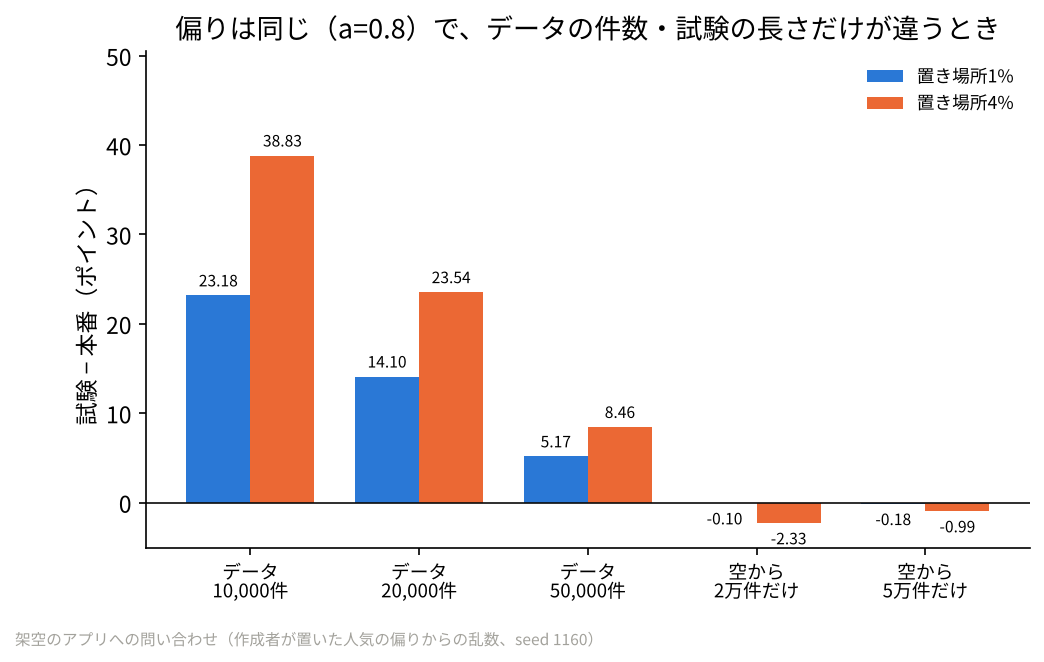 偏りは同じ（a=0.8）で、データの件数・試験の長さだけが違うとき
置き場所1%
置き場所4%
試験－本番（ポイント）
50
40
30
20
10
0
38.83
23.18
23.54
14.10
8.46
5.17
-0.10
-2.33
-0.18
-0.99
データ
10,000件
データ
20,000件
データ
50,000件
空から
2万件だけ
空から
5万件だけ
架空のアプリへの問い合わせ（作成者が置いた人気の偏りからの乱数、seed 1160）